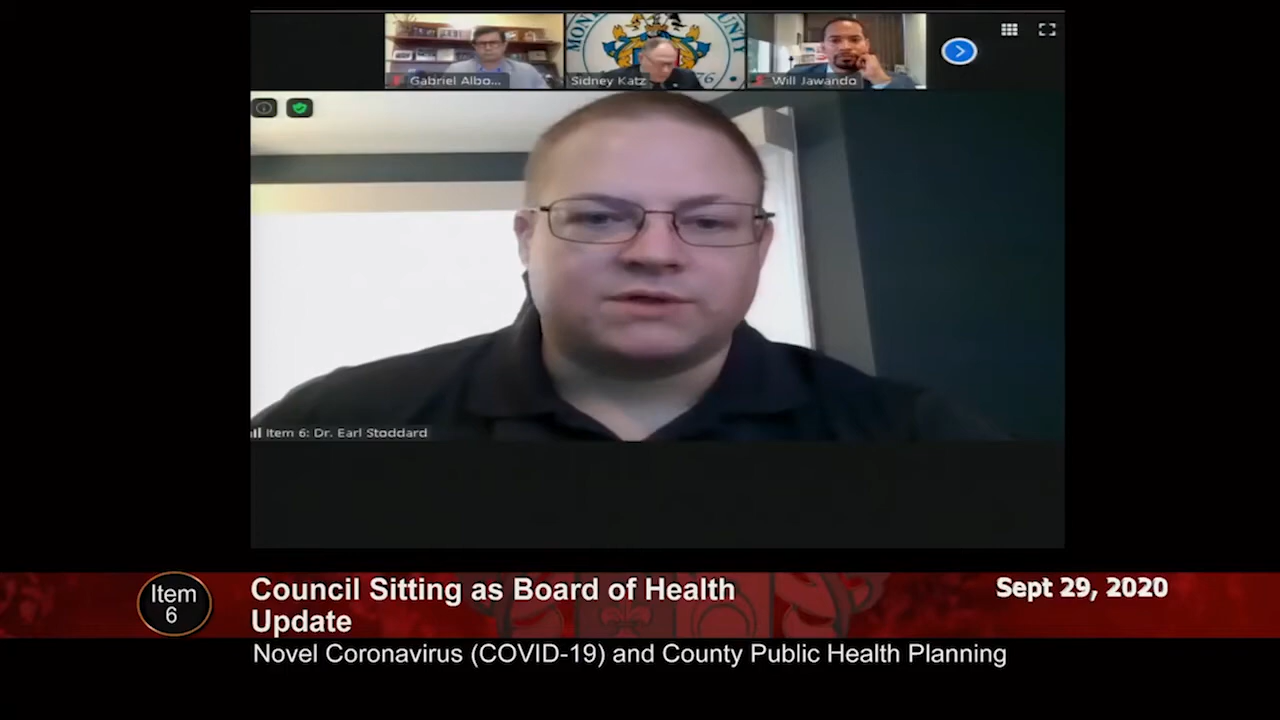 Gabriel Albo...
Sidney Katz
Will Jawando
Item 6: Dr. Earl Stoddard
Item
6
Council Sitting as Board of Health
Update
Sept 29, 2020
Novel Coronavirus (COVID-19) and County Public Health Planning